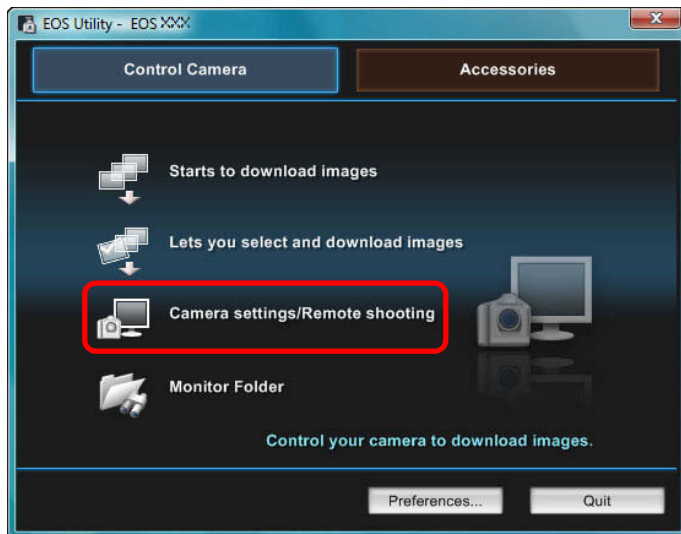 EOS Utility - EOS XXX
Control Camera
Accessories
Starts to download images
Lets you select and download images
Camera settings/Remote shooting
Monitor Folder
Control your camera to download images.
Preferences...
Quit